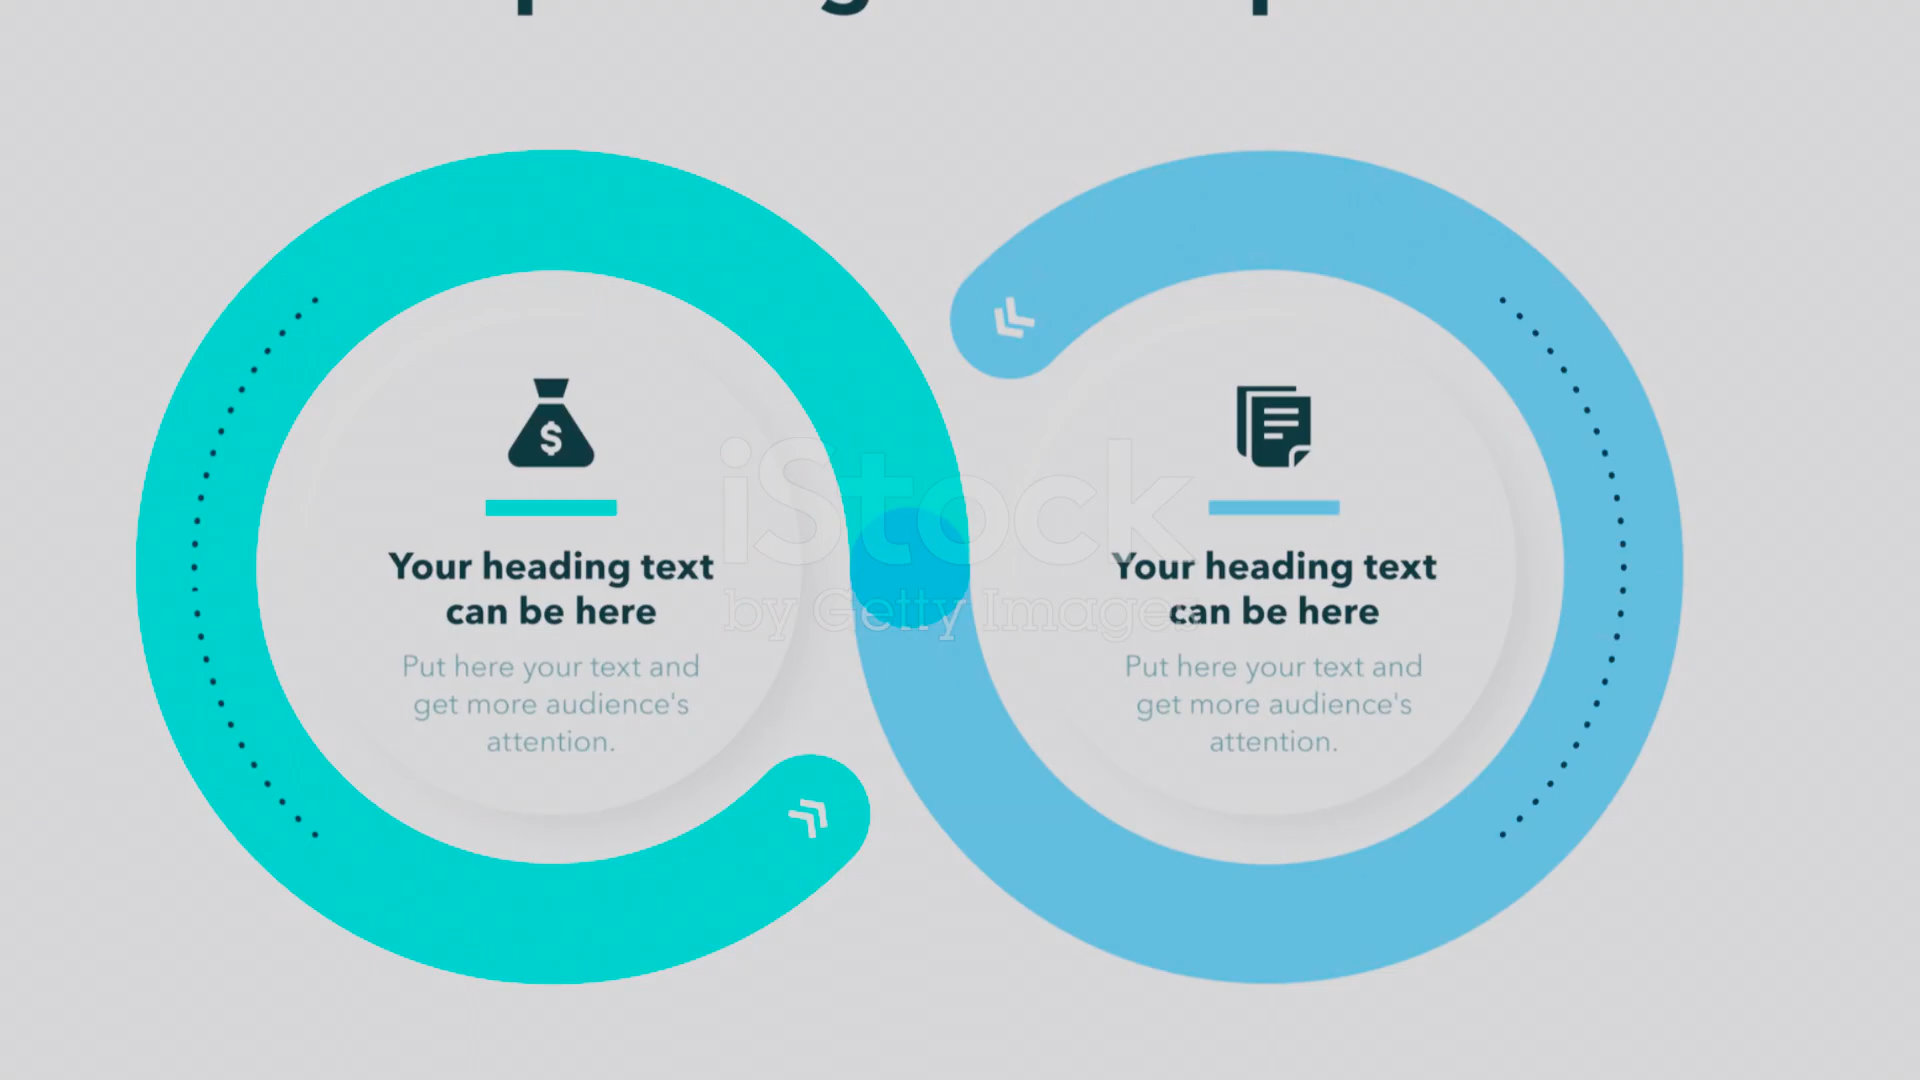 Your heading text
can be here
Put here your text and
get more audience's
attention.
Your heading text
can be here
Put here your text and
get more audience's
attention.
iStock
by Getty Images